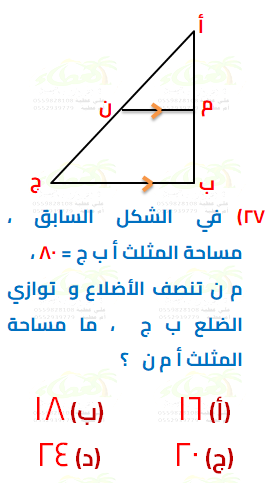 أ
ن
م
ج
ب
٢٧) في الشكل السابق ،
مساحة المثلث أ ب ج = ٨٠ ،
م ن تنصف الأضلاع و توازي
الضلع ب ج ، ما مساحة
المثلث أ م ن ؟
(أ) ١٦
(ب) ١٨
(ج) ٢٠
(د) ٢٤